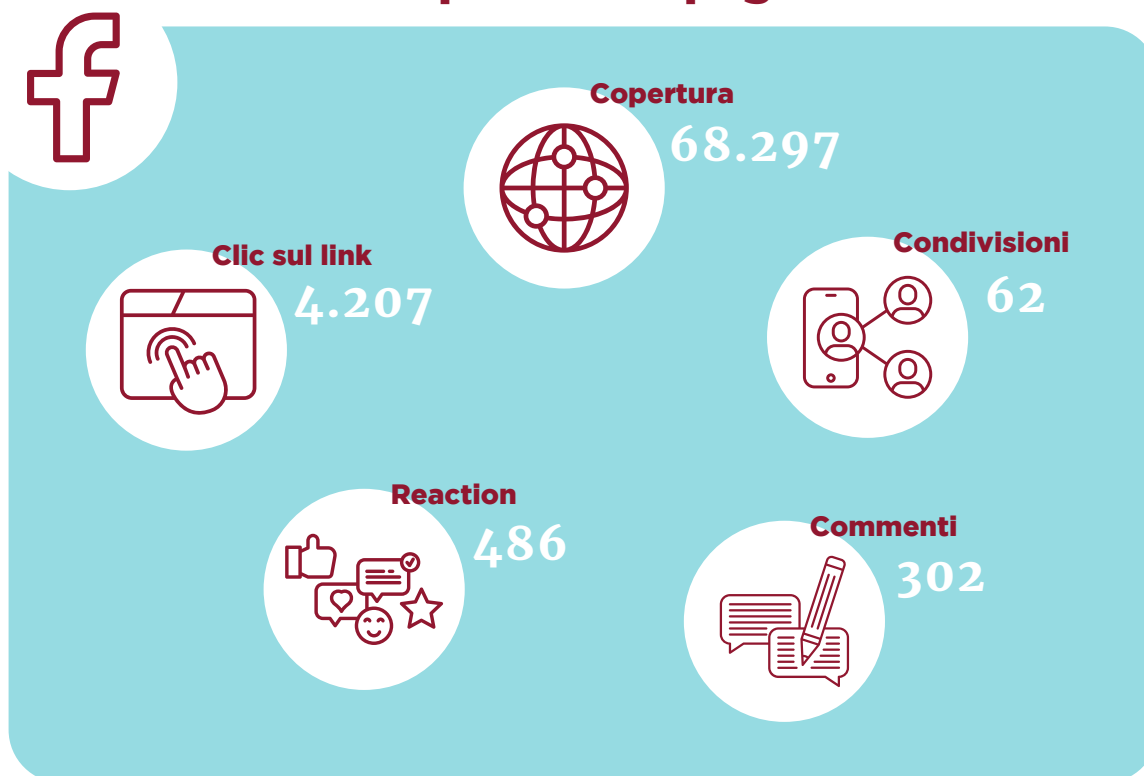 Copertura
68.297
Clic sul link
4.207
Condivisioni
62
Reaction
486
Commenti
302